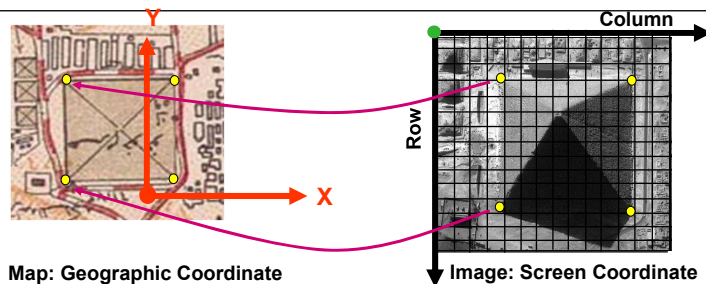 Y
Column
Row
X
Map: Geographic Coordinate
Image: Screen Coordinate